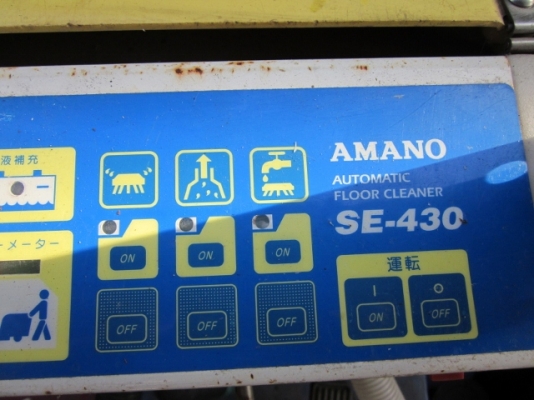 液補充
ーメーター
AMANO
AUTOMATIC
FLOOR CLEANER
SE-430
ON
ON
ON
OFF
OFF
OFF
運転
I
ON
O
OFF